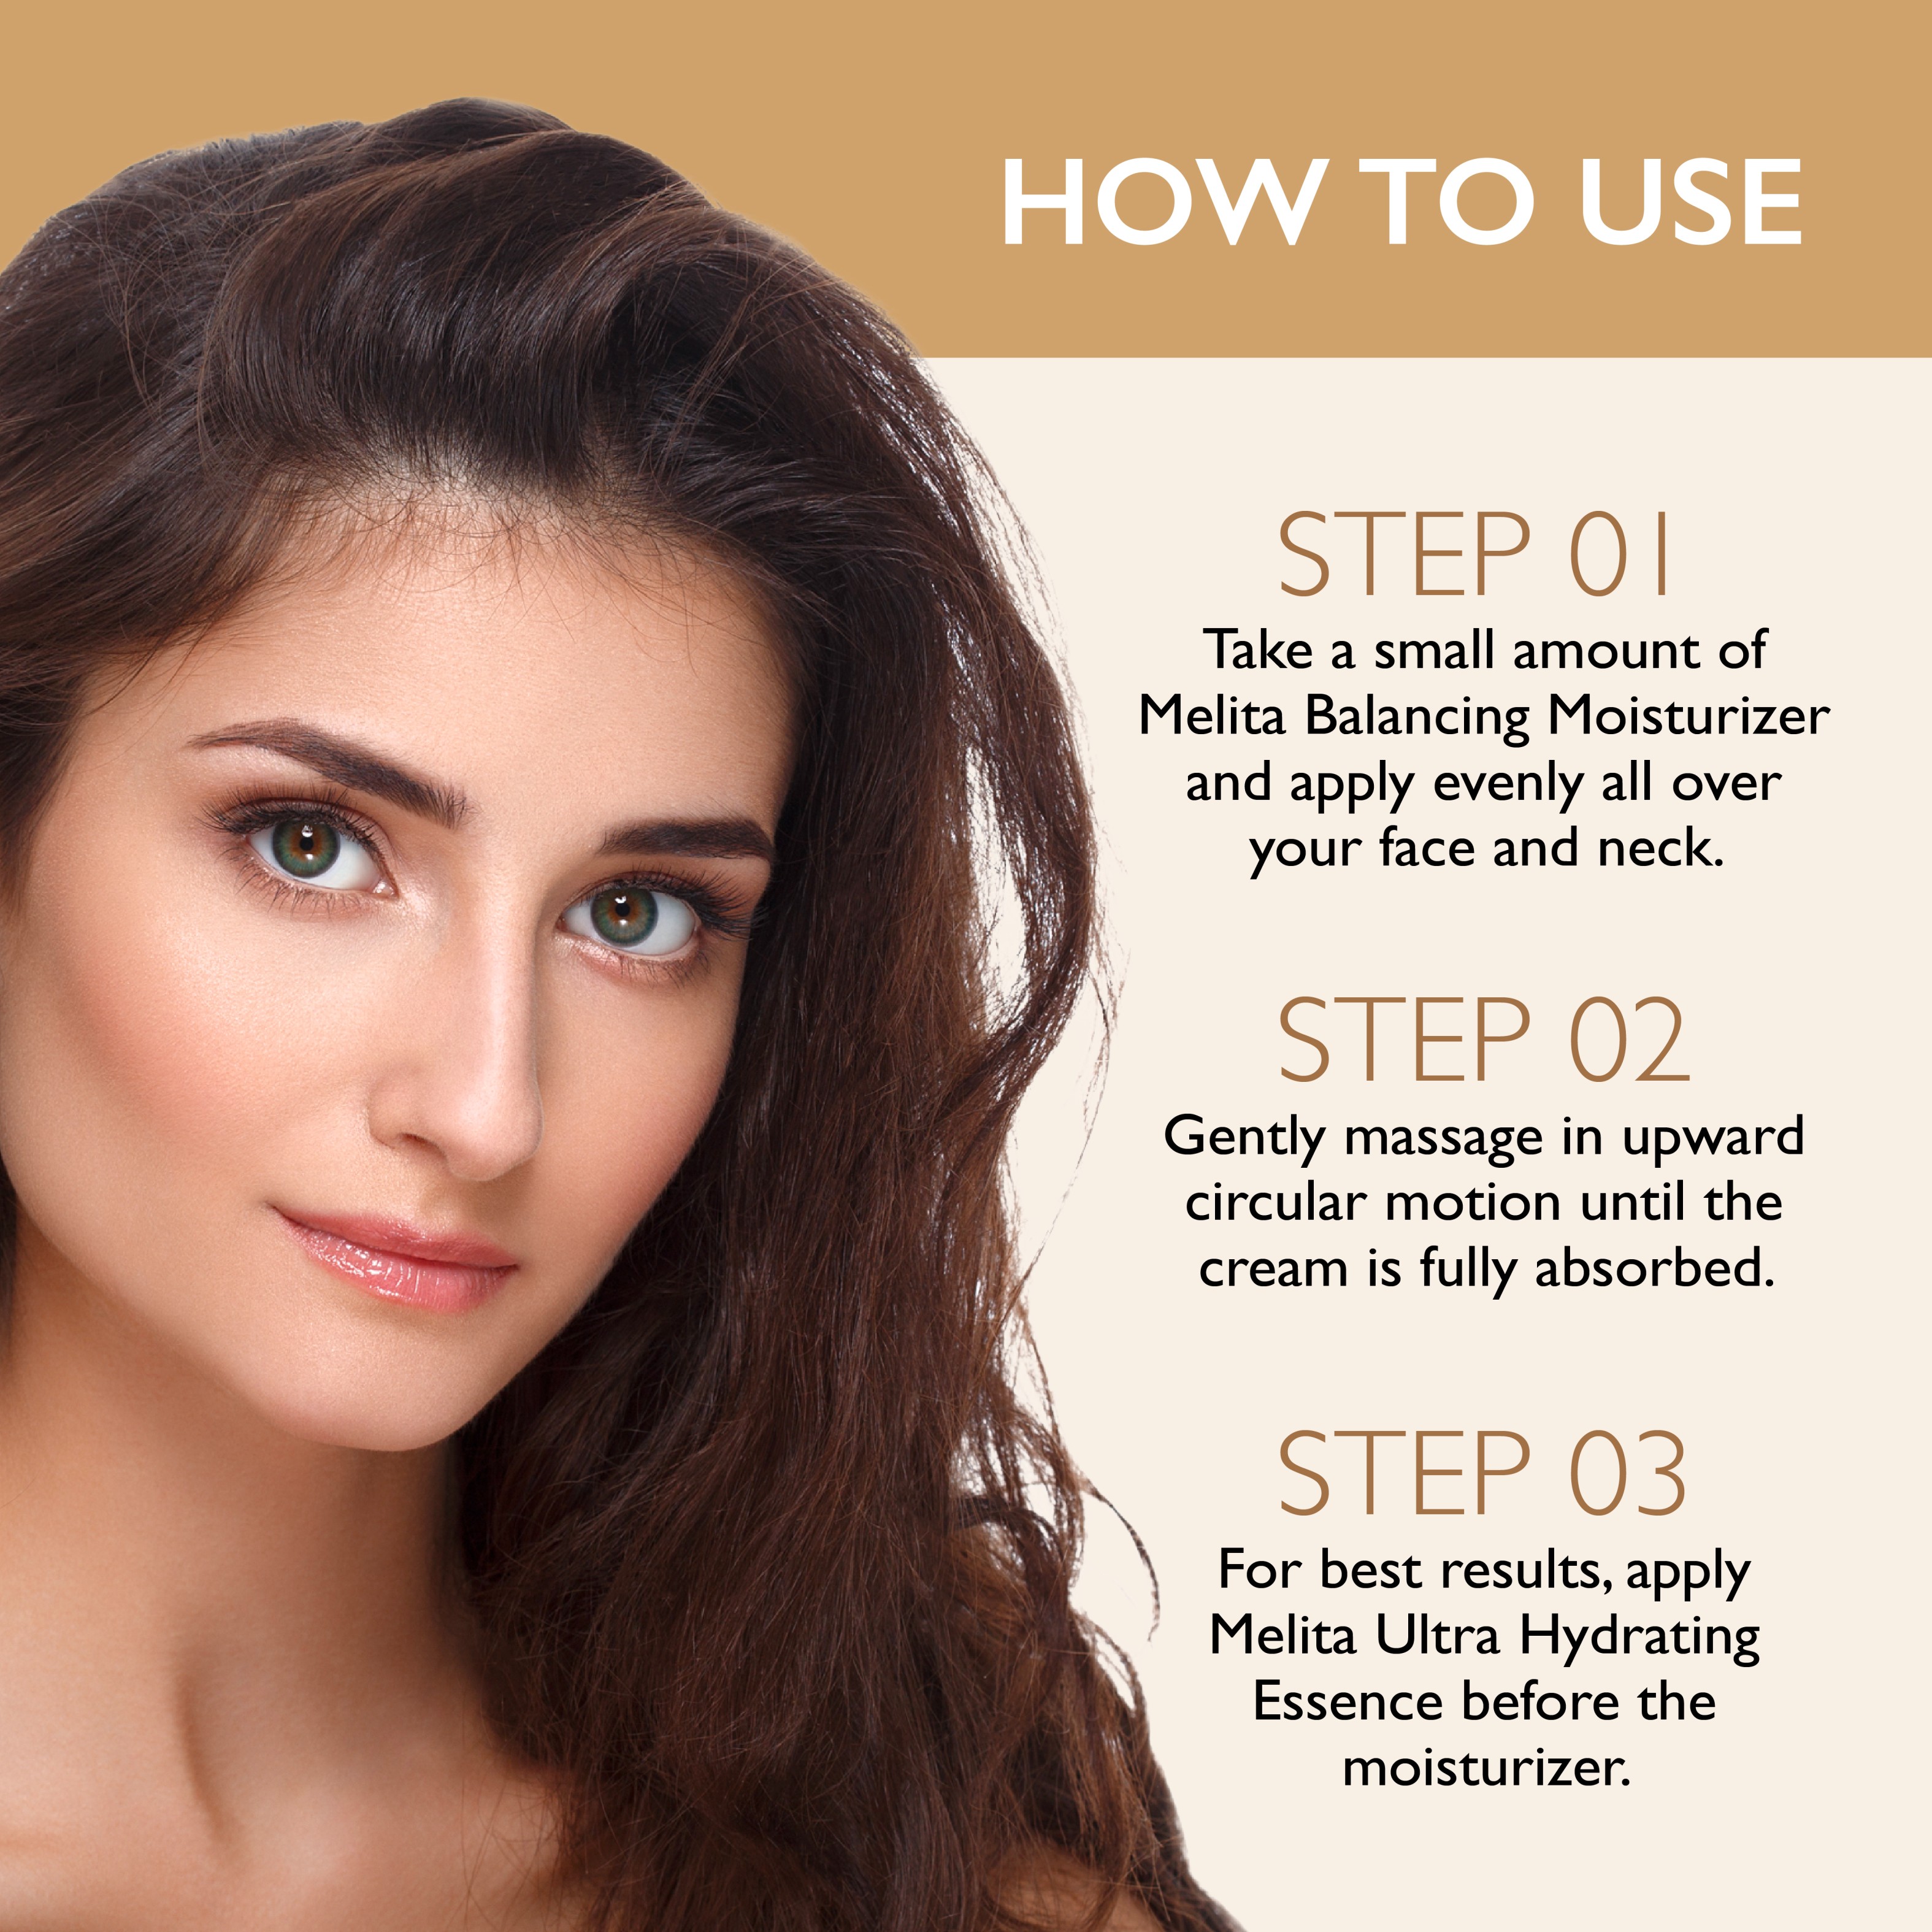 HOW TO USE
STEP 01
Take a small amount of
Melita Balancing Moisturizer
and apply evenly all over
your face and neck.
STEP 02
Gently massage in upward
circular motion until the
cream is fully absorbed.
STEP 03
For best results, apply
Melita Ultra Hydrating
Essence before the
moisturizer.